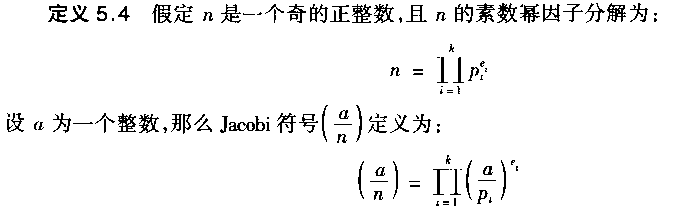 定义 5.4 假定 n 是一个奇的正整数,且 n 的素数幂因子分解为:
n = ∏_{i=1}^{k} p_i^{e_i}
设 a 为一个整数,那么 Jacobi 符号(a/n)定义为:
(a/n) = ∏_{i=1}^{k} (a/p_i)^{e_i}